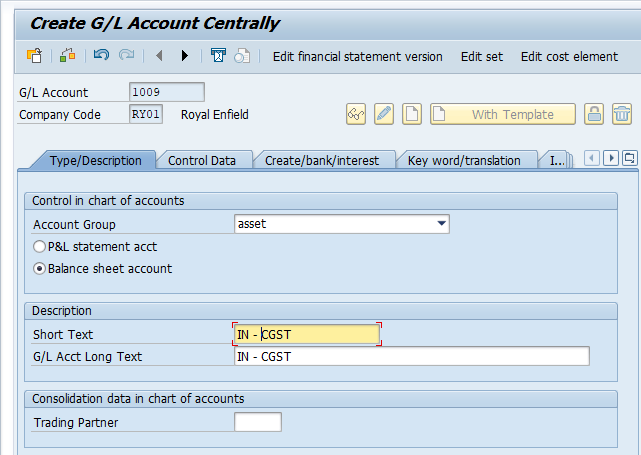 Create G/L Account Centrally
Edit financial statement version Edit set Edit cost element
G/L Account 1009
Company Code RY01 Royal Enfield With Template
Type/Description Control Data Create/bank/interest Key word/translation I...
Control in chart of accounts
Account Group asset
P&L statement acct
Balance sheet account
Description
Short Text IN - CGST
G/L Acct Long Text IN - CGST
Consolidation data in chart of accounts
Trading Partner